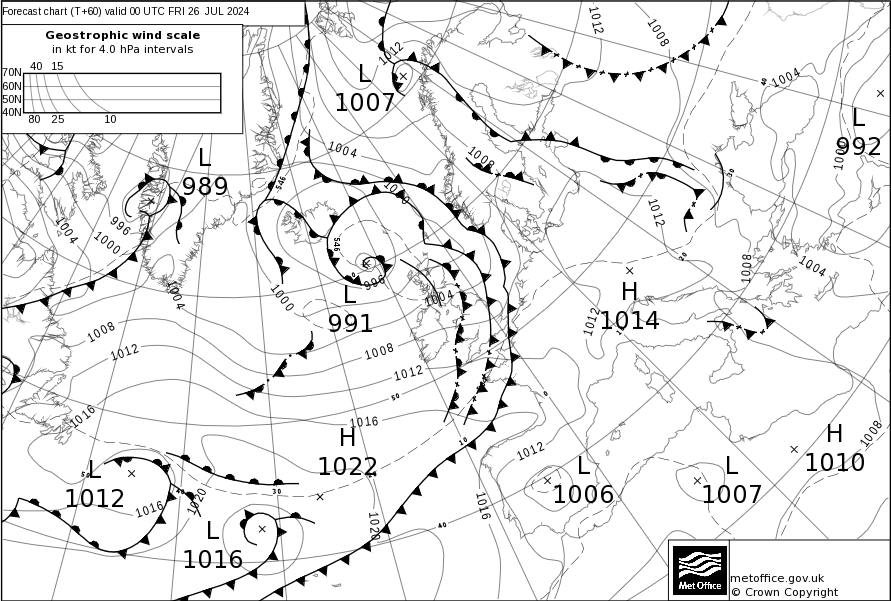 Forecast chart (T+60) valid 00 UTC FRI 26 JUL 2024
Geostrophic wind scale
in kt for 4.0 hPa intervals
40 15
70N
60N
50N
40N
80 25 10
L
1007
L
989
L
992
L
991
H
1014
H
1022
L
1012
L
1016
L
1006
L
1007
H
1010
1012
1012
1008
1004
1004
1008
1012
1008
1004
996
1000
1004
1004
1000
996
1004
1008
1012
1008
1012
1016
1016
1012
1012
1008
1016
1020
1020
1016
546
546
50
10
30
40
0
20
30
40
metoffice.gov.uk
© Crown Copyright
Met Office